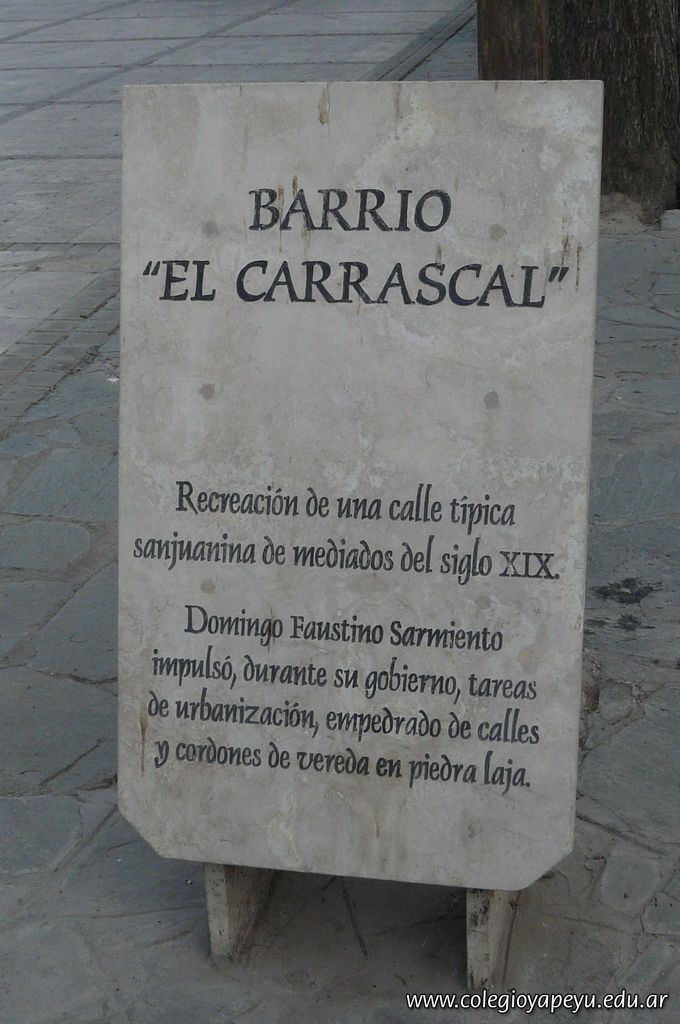 BARRIO
“EL CARRASCAL”
Recreación de una calle típica
sanjuanina de mediados del siglo XIX.
Domingo Faustino Sarmiento
impulsó, durante su gobierno, tareas
de urbanización, empedrado de calles
y cordones de vereda en piedra laja.
www.colegioyapeyu.edu.ar